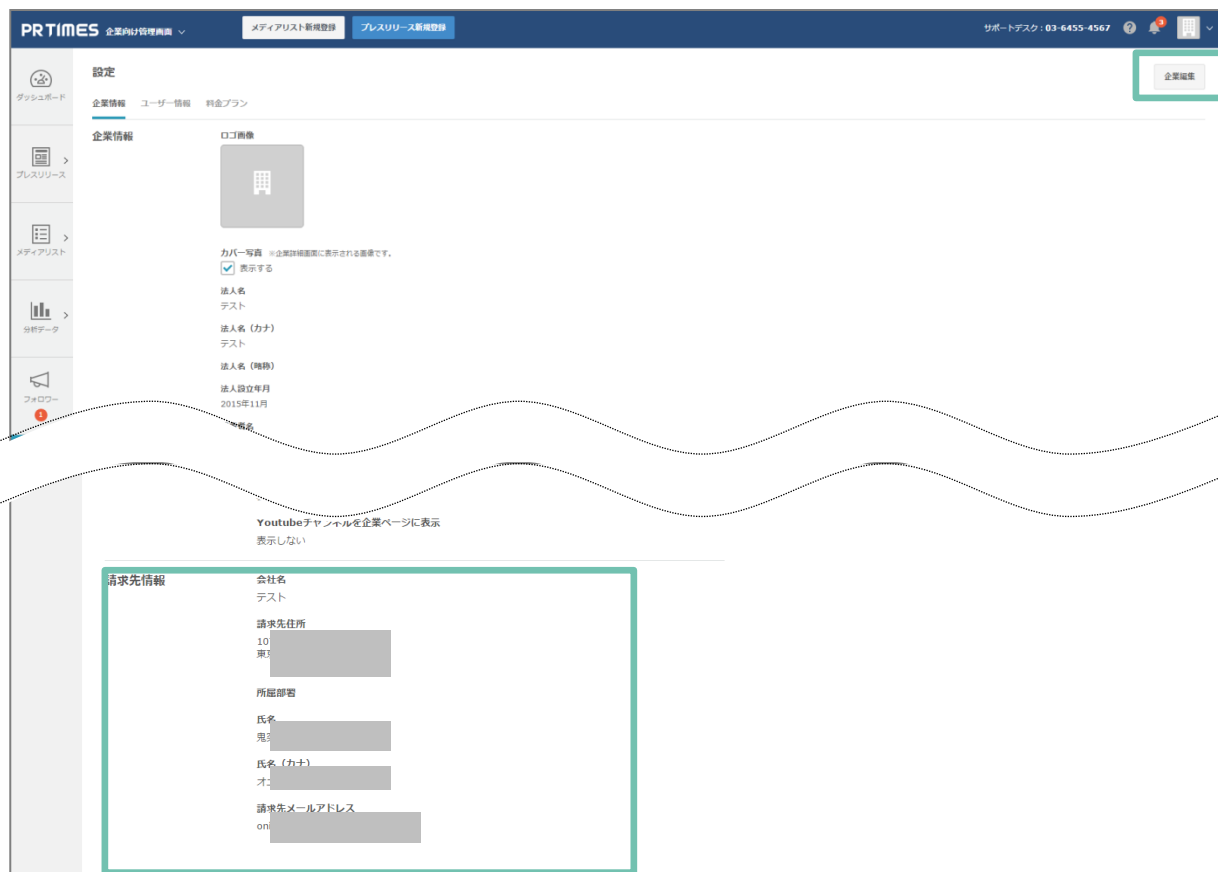 PR TIMES 企業向け管理画面
メディアリスト新規登録
プレスリリース新規登録
サポートデスク : 03-6455-4567
3
ダッシュボード
プレスリリース
メディアリスト
分析データ
フォロワー
1
設定
企業編集
企業情報 ユーザー情報 料金プラン
企業情報
ロゴ画像
カバー写真 ※企業詳細画面に表示される画像です。
表示する
法人名
テスト
法人名（カナ）
テスト
法人名（略称）
法人設立年月
2015年11月
Youtubeチャンネルを企業ページに表示
表示しない
請求先情報
会社名
テスト
請求先住所
10
東
所属部署
氏名
鬼
氏名（カナ）
オ
請求先メールアドレス
on